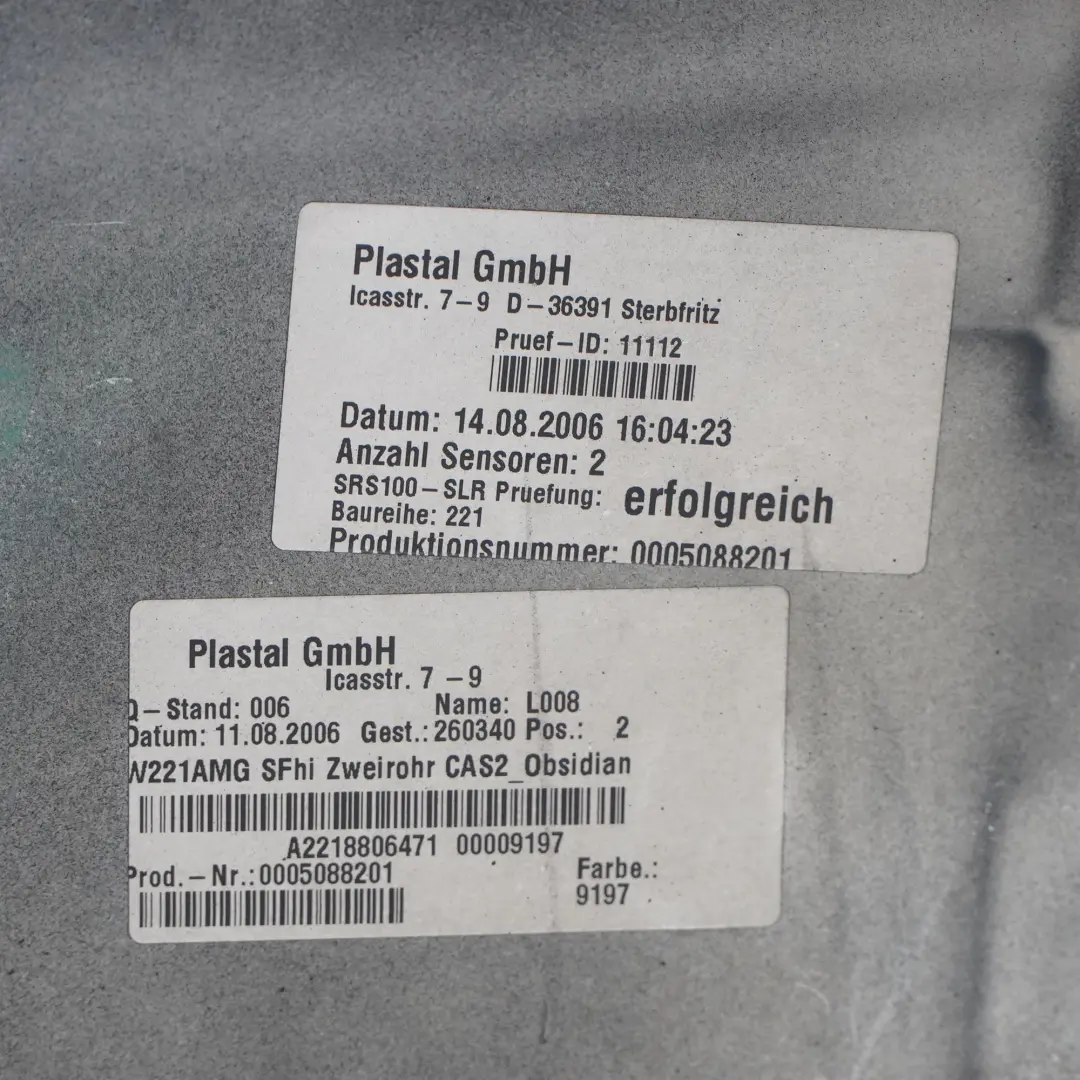 Plastal GmbH
Icasstr. 7-9 D-36391 Sterbfritz
Pruef-ID: 11112
Datum: 14.08.2006 16:04:23
Anzahl Sensoren: 2
SRS100-SLR Pruefung: erfolgreich
Baureihe: 221
Produktionsnummer: 0005088201
Plastal GmbH
Icasstr. 7-9
Q-Stand: 006 Name: L008
Datum: 11.08.2006 Gest.: 260340 Pos.: 2
W221AMG SFhi Zweirohr CAS2_Obsidian
A2218806471 00009197
Prod.-Nr.:0005088201 Farbe.:
9197